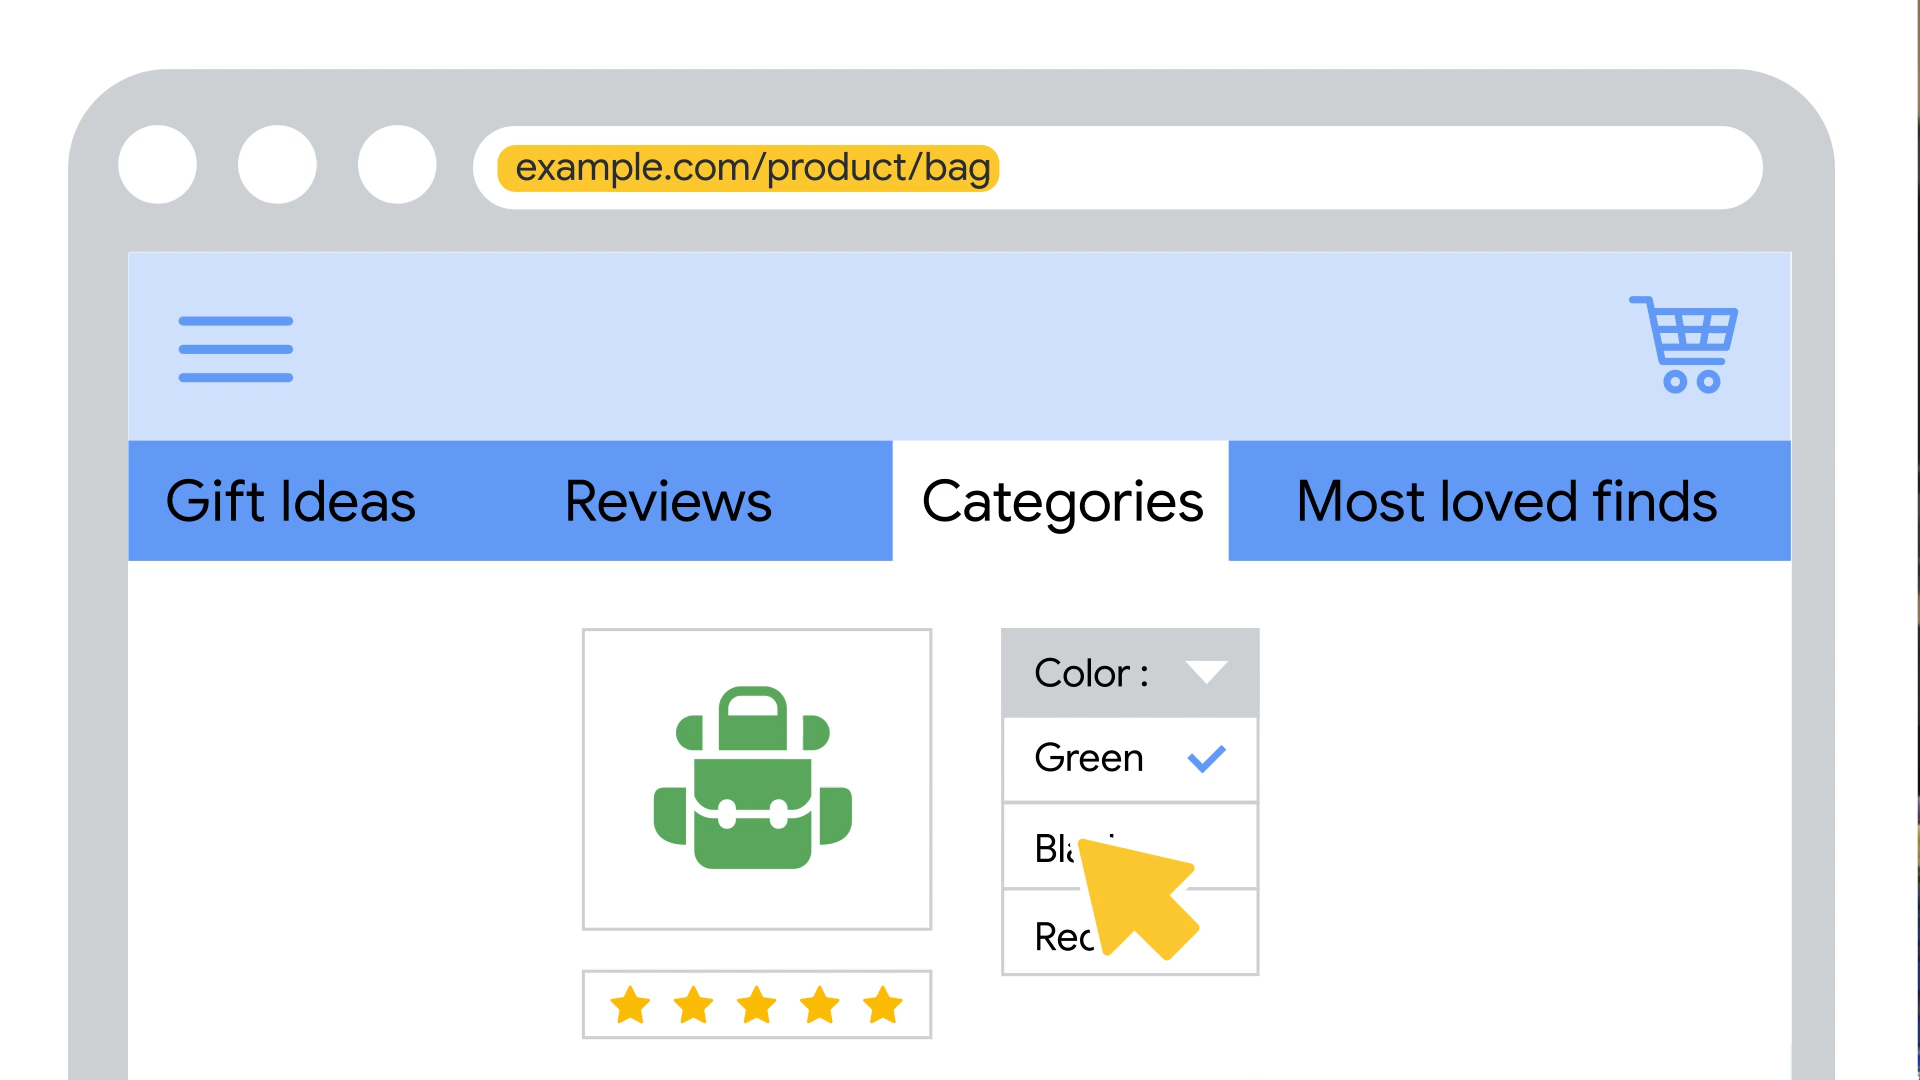 example.com/product/bag
Gift Ideas
Reviews
Categories
Most loved finds
Color :
Green